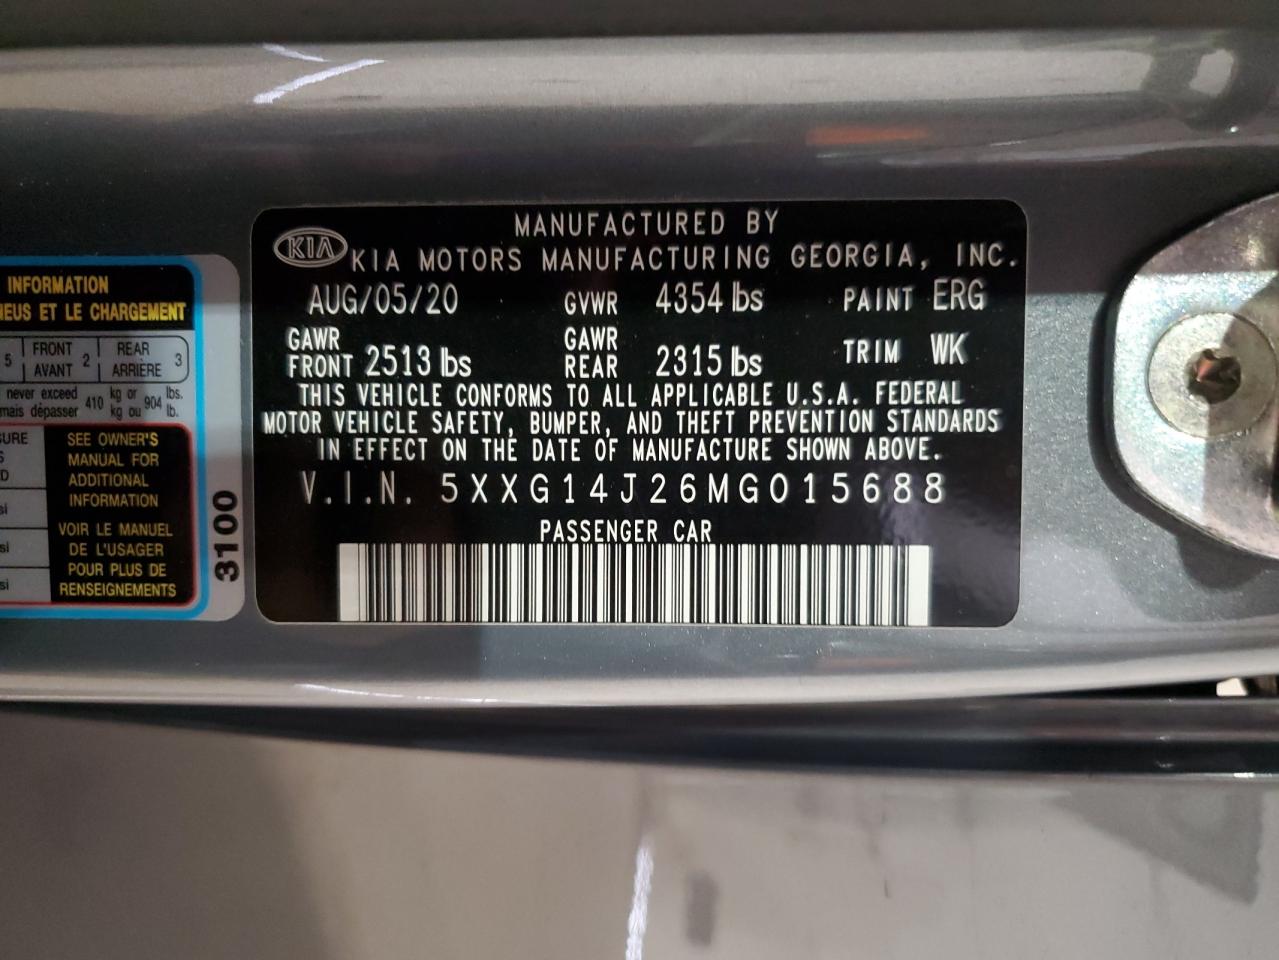 INFORMATION
NEUS ET LE CHARGEMENT
5 FRONT AVANT 2 REAR ARRIÈRE 3
never exceed 410 kg or 904 lbs.
mais dépasser kg ou lb.
SURE
SEE OWNER'S
MANUAL FOR
ADDITIONAL
INFORMATION
VOIR LE MANUEL
DE L'USAGER
POUR PLUS DE
RENSEIGNEMENTS
3100
MANUFACTURED BY
KIA KIA MOTORS MANUFACTURING GEORGIA, INC.
AUG/05/20 GVWR 4354 lbs PAINT ERG
GAWR FRONT 2513 lbs GAWR REAR 2315 lbs TRIM WK
THIS VEHICLE CONFORMS TO ALL APPLICABLE U.S.A. FEDERAL
MOTOR VEHICLE SAFETY, BUMPER, AND THEFT PREVENTION STANDARDS
IN EFFECT ON THE DATE OF MANUFACTURE SHOWN ABOVE.
V.I.N. 5XXG14J26MG015688
PASSENGER CAR